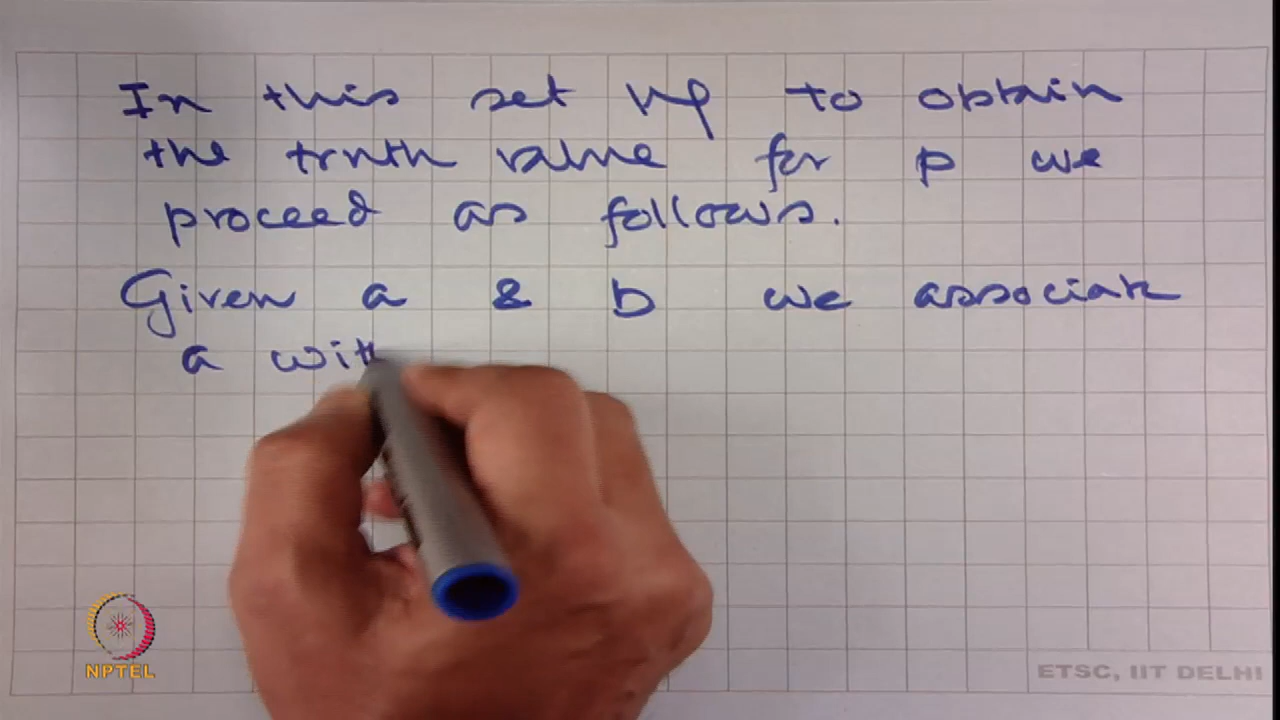 In this set up to obtain
the truth value for p we
proceed as follows.
Given a & b we associate
a wit
NPTEL
ETSC, IIT DELHI